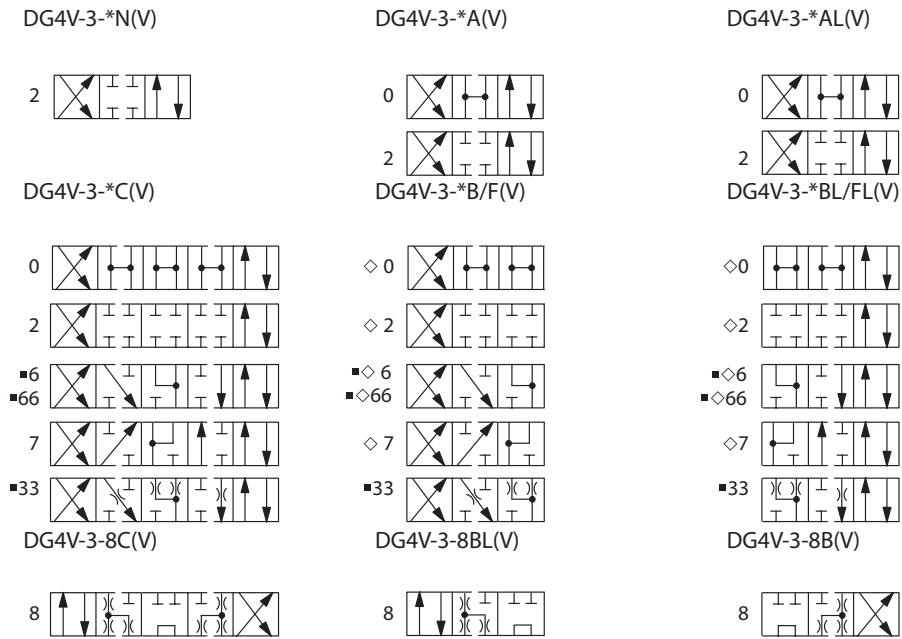 DG4V-3-*N(V) DG4V-3-*A(V) DG4V-3-*AL(V)
2 0 0
2 2
DG4V-3-*C(V) DG4V-3-*B/F(V) DG4V-3-*BL/FL(V)
0 ◇ 0 ◇0
2 ◇ 2 ◇2
■6 ■◇ 6 ■◇6
■66 ■◇66 ■◇66
7 ◇ 7 ◇7
■33 ■33 ■33
DG4V-3-8C(V) DG4V-3-8BL(V) DG4V-3-8B(V)
8 8 8